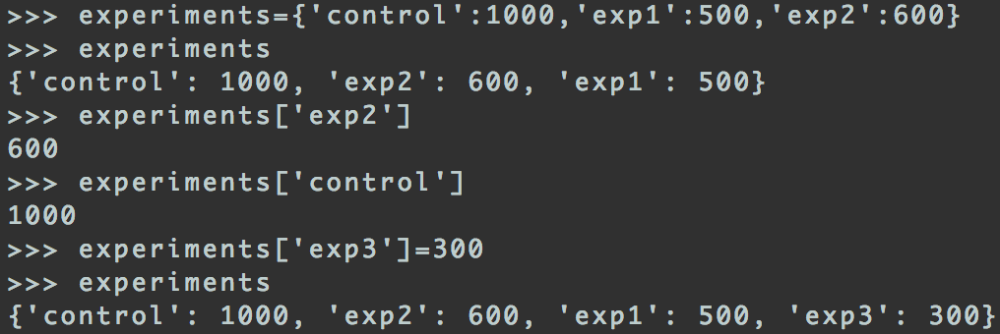 >>> experiments={'control':1000,'exp1':500,'exp2':600}
>>> experiments
{'control': 1000, 'exp2': 600, 'exp1': 500}
>>> experiments['exp2']
600
>>> experiments['control']
1000
>>> experiments['exp3']=300
>>> experiments
{'control': 1000, 'exp2': 600, 'exp1': 500, 'exp3': 300}